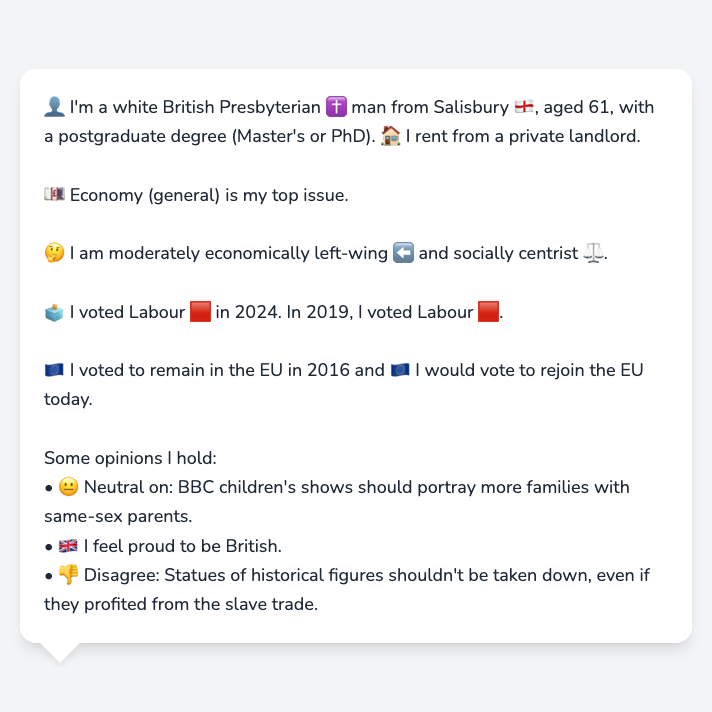 👤 I'm a white British Presbyterian ✝️ man from Salisbury 🏴󠁧󠁢󠁥󠁮󠁧󠁿, aged 61, with
a postgraduate degree (Master's or PhD). 🏠 I rent from a private landlord.
💷 Economy (general) is my top issue.
🤔 I am moderately economically left-wing ⬅️ and socially centrist ⚖️.
🗳️ I voted Labour 🟥 in 2024. In 2019, I voted Labour 🟥.
🇪🇺 I voted to remain in the EU in 2016 and 🇪🇺 I would vote to rejoin the EU
today.
Some opinions I hold:
• 😐 Neutral on: BBC children's shows should portray more families with
same-sex parents.
• 🇬🇧 I feel proud to be British.
• 👎 Disagree: Statues of historical figures shouldn't be taken down, even if
they profited from the slave trade.